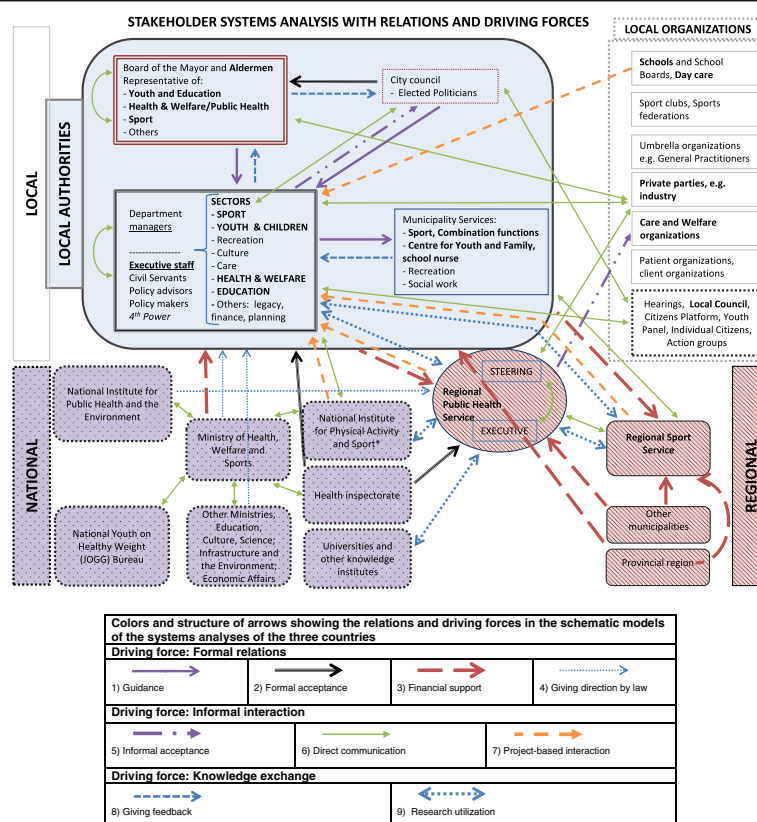 STAKEHOLDER SYSTEMS ANALYSIS WITH RELATIONS AND DRIVING FORCES
LOCAL
LOCAL AUTHORITIES
Board of the Mayor and Aldermen
Representative of:
- Youth and Education
- Health & Welfare/Public Health
- Sport
- Others
City council
- Elected Politicians
Department
managers
----------------
Executive staff
Civil Servants
Policy advisors
Policy makers
4th Power
SECTORS
- SPORT
- YOUTH & CHILDREN
- Recreation
- Culture
- Care
- HEALTH & WELFARE
- EDUCATION
- Others: legacy,
finance, planning
Municipality Services:
- Sport, Combination functions
- Centre for Youth and Family,
school nurse
- Recreation
- Social work
LOCAL ORGANIZATIONS
Schools and School
Boards, Day care
Sport clubs, Sports
federations
Umbrella organizations
e.g. General Practitioners
Private parties, e.g.
industry
Care and Welfare
organizations
Patient organizations,
client organizations
Hearings, Local Council,
Citizens Platform, Youth
Panel, Individual Citizens,
Action groups
NATIONAL
National Institute for
Public Health and the
Environment
Ministry of Health,
Welfare and
Sports
National Institute
for Physical Activity
and Sport*
Health inspectorate
National Youth on
Healthy Weight
(JOGG) Bureau
Other Ministries,
Education,
Culture, Science;
Infrastructure and
the Environment;
Economic Affairs
Universities and
other knowledge
institutes
STEERING
Regional
Public Health
Service
EXECUTIVE
Regional Sport
Service
Other
municipalities
Provincial region
REGIONAL
Colors and structure of arrows showing the relations and driving forces in the schematic models
of the systems analyses of the three countries
Driving force: Formal relations
1) Guidance
2) Formal acceptance
3) Financial support
4) Giving direction by law
Driving force: Informal interaction
5) Informal acceptance
6) Direct communication
7) Project-based interaction
Driving force: Knowledge exchange
8) Giving feedback
9) Research utilization